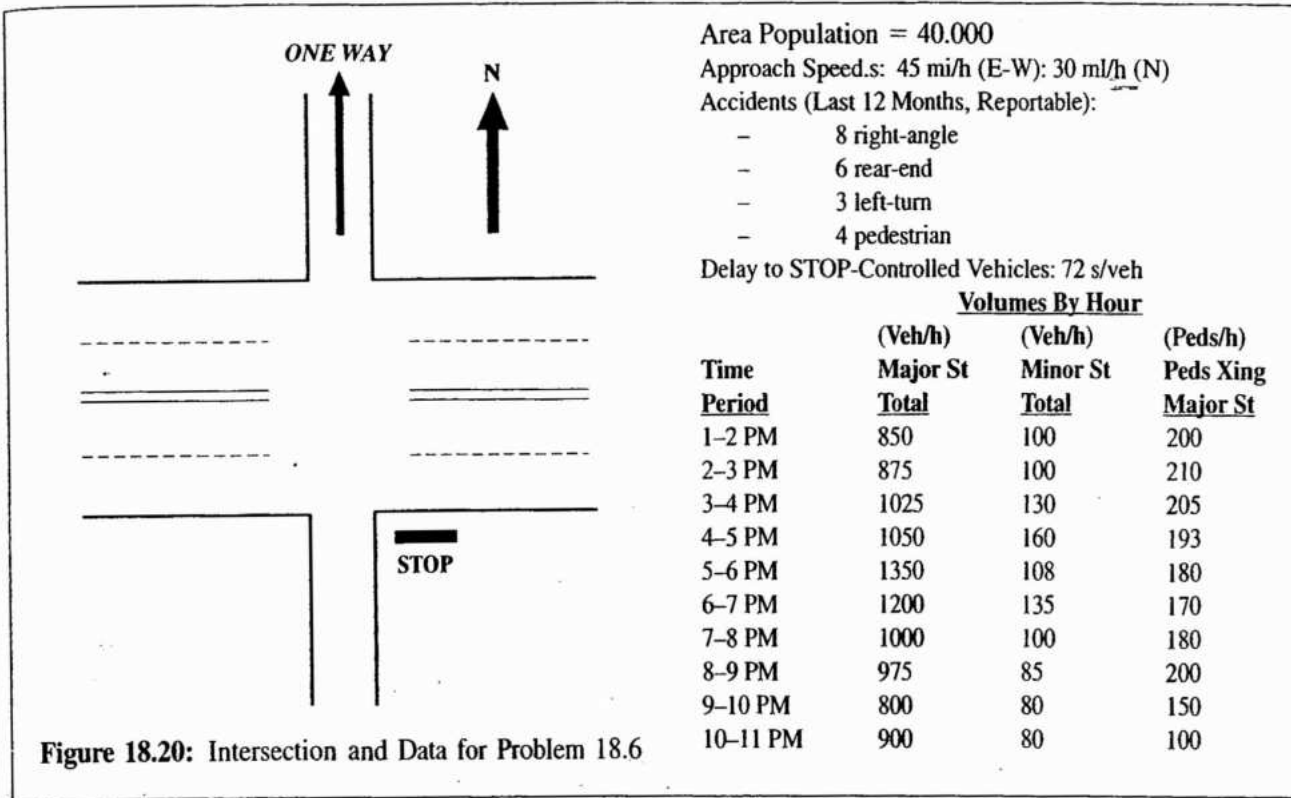 ONE WAY
N
STOP
Figure 18.20: Intersection and Data for Problem 18.6
Area Population = 40.000
Approach Speed.s: 45 mi/h (E-W): 30 ml/h (N)
Accidents (Last 12 Months, Reportable):
– 8 right-angle
– 6 rear-end
– 3 left-turn
– 4 pedestrian
Delay to STOP-Controlled Vehicles: 72 s/veh
Volumes By Hour
(Veh/h) (Veh/h) (Peds/h)
Time Major St Minor St Peds Xing
Period Total Total Major St
1–2 PM 850 100 200
2–3 PM 875 100 210
3–4 PM 1025 130 205
4–5 PM 1050 160 193
5–6 PM 1350 108 180
6–7 PM 1200 135 170
7–8 PM 1000 100 180
8–9 PM 975 85 200
9–10 PM 800 80 150
10–11 PM 900 80 100